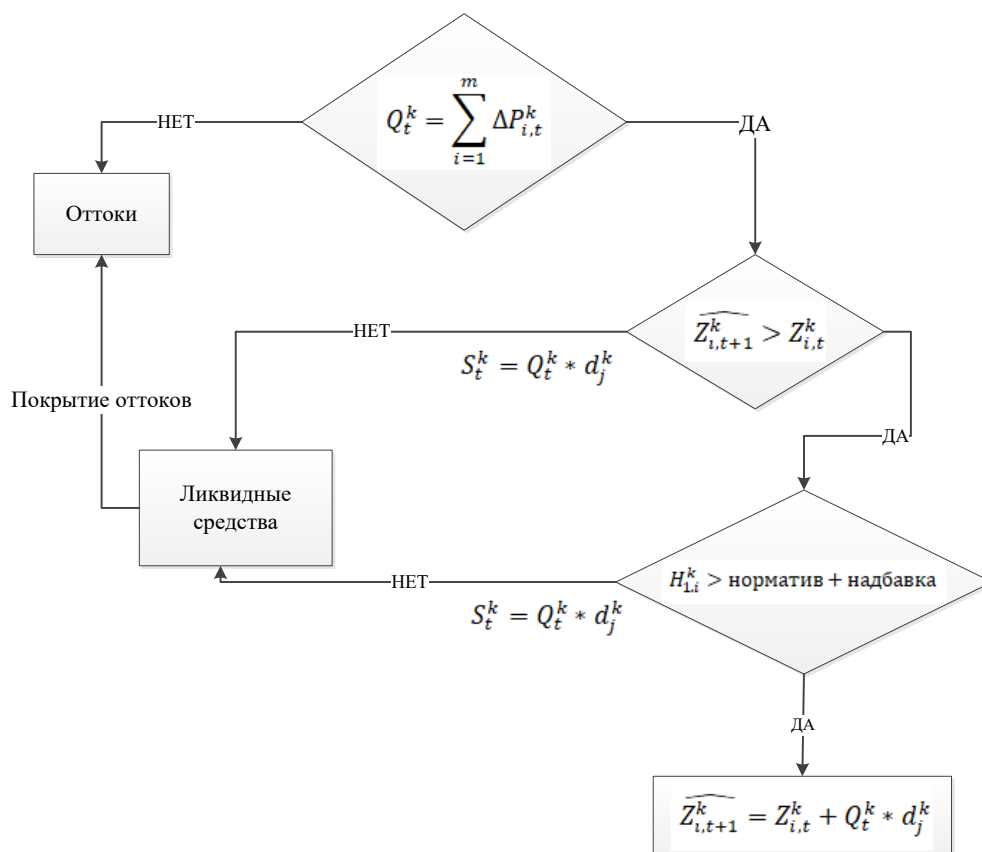 Q_t^k = \sum_{i=1}^{m} \Delta P_{i,t}^k
НЕТ
ДА
Оттоки
\widehat{Z_{i,t+1}^k} > Z_{i,t}^k
НЕТ
S_t^k = Q_t^k * d_j^k
Покрытие оттоков
ДА
Ликвидные
средства
H_{1,i}^k > норматив + надбавка
НЕТ
S_t^k = Q_t^k * d_j^k
ДА
\widehat{Z_{i,t+1}^k} = Z_{i,t}^k + Q_t^k * d_j^k